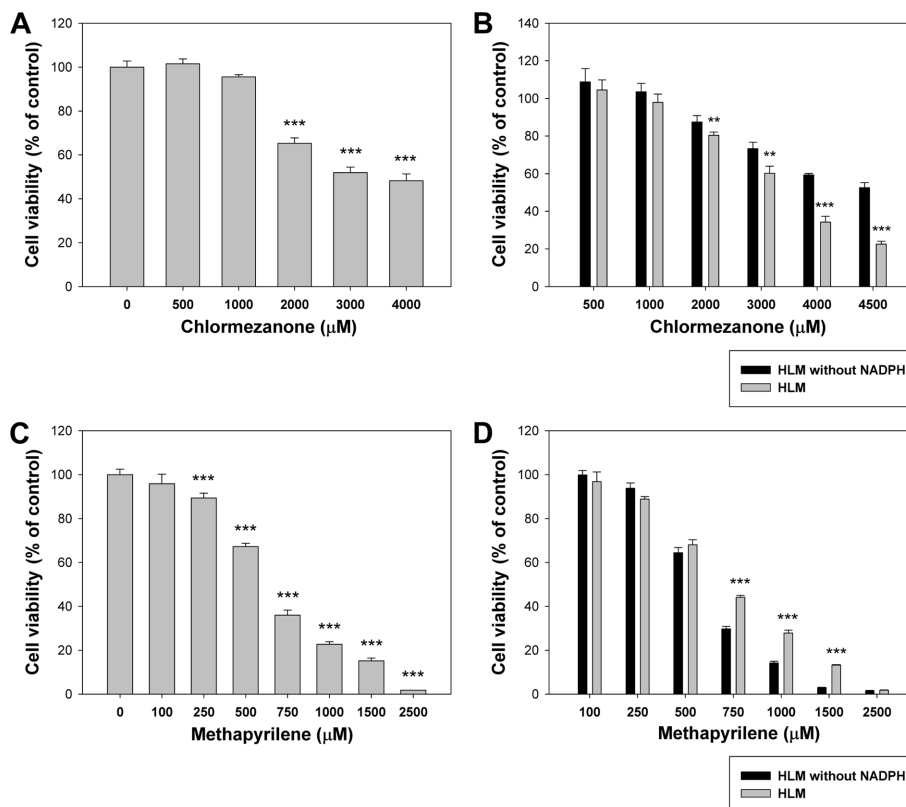 A
Cell viability (% of control)
120
100
80
60
40
20
0
***
***
***
0 500 1000 2000 3000 4000
Chlormezanone (μM)
B
Cell viability (% of control)
140
120
100
80
60
40
20
0
**
**
***
***
500 1000 2000 3000 4000 4500
Chlormezanone (μM)
HLM without NADPH
HLM
C
Cell viability (% of control)
120
100
80
60
40
20
0
***
***
***
***
***
***
0 100 250 500 750 1000 1500 2500
Methapyrilene (μM)
D
Cell viability (% of control)
120
100
80
60
40
20
0
***
***
***
100 250 500 750 1000 1500 2500
Methapyrilene (μM)
HLM without NADPH
HLM